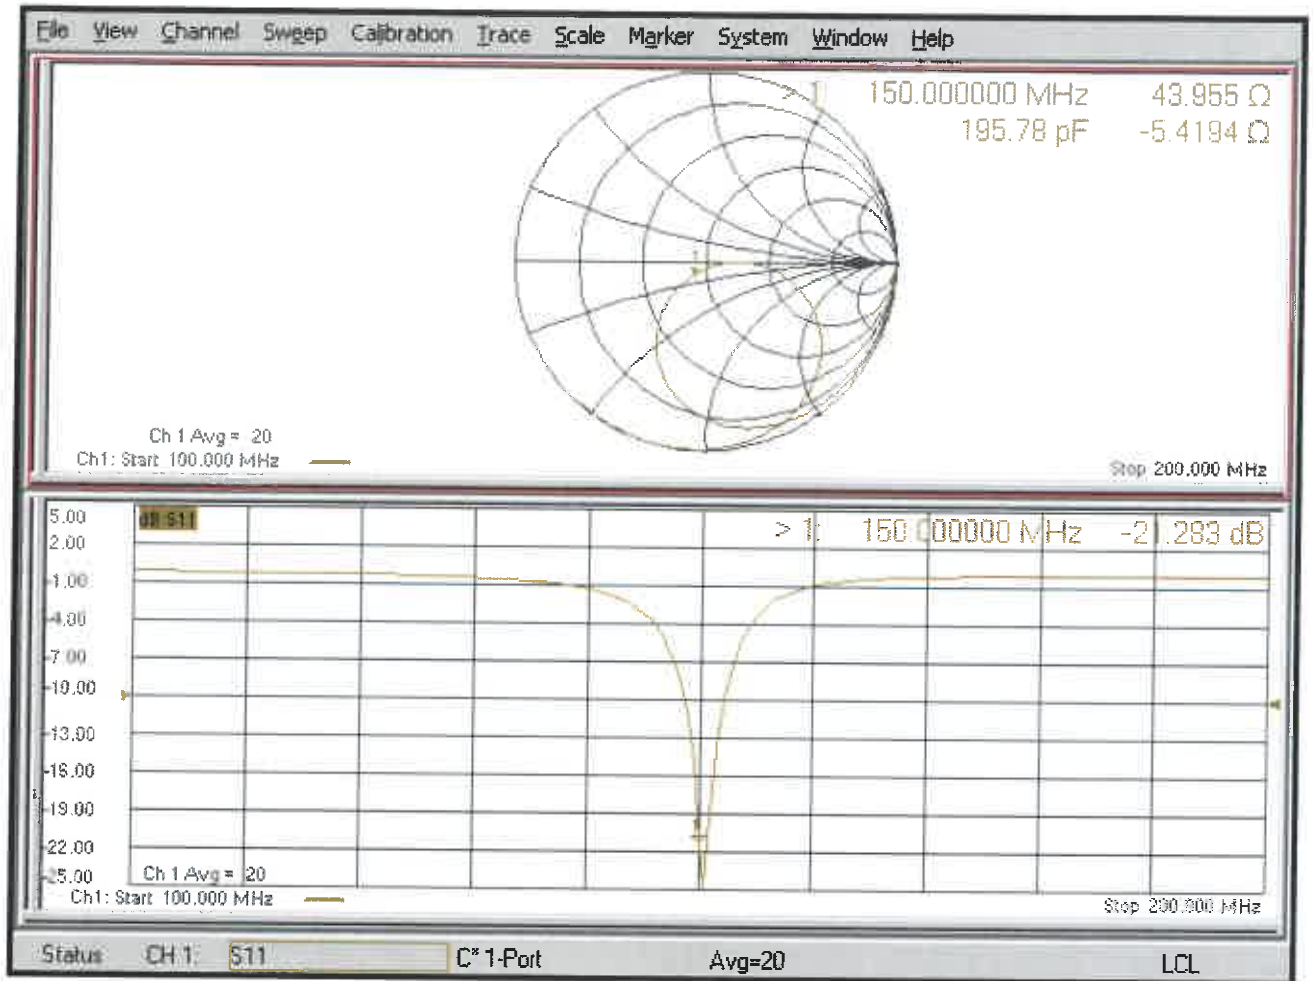 File View Channel Sweep Calibration Trace Scale Marker System Window Help
> 1: 150.000000 MHz 43.955 Ω
195.78 pF -5.4194 Ω
1
Ch 1 Avg = 20
Ch1: Start 100.000 MHz
Stop 200.000 MHz
5.00
dB S11
> 1: 150.000000 MHz -21.283 dB
2.00
-1.00
-4.00
-7.00
-10.00
-13.00
-16.00
-19.00
-22.00
-25.00
Ch 1 Avg = 20
Ch1: Start 100.000 MHz
Stop 200.000 MHz
Status CH 1: S11 C* 1-Port Avg=20 LCL